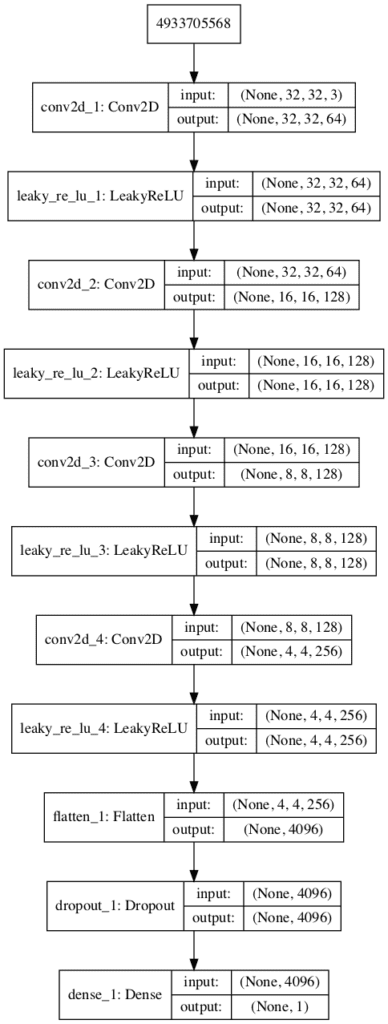 4933705568
conv2d_1: Conv2D
input:
(None, 32, 32, 3)
output:
(None, 32, 32, 64)
leaky_re_lu_1: LeakyReLU
input:
(None, 32, 32, 64)
output:
(None, 32, 32, 64)
conv2d_2: Conv2D
input:
(None, 32, 32, 64)
output:
(None, 16, 16, 128)
leaky_re_lu_2: LeakyReLU
input:
(None, 16, 16, 128)
output:
(None, 16, 16, 128)
conv2d_3: Conv2D
input:
(None, 16, 16, 128)
output:
(None, 8, 8, 128)
leaky_re_lu_3: LeakyReLU
input:
(None, 8, 8, 128)
output:
(None, 8, 8, 128)
conv2d_4: Conv2D
input:
(None, 8, 8, 128)
output:
(None, 4, 4, 256)
leaky_re_lu_4: LeakyReLU
input:
(None, 4, 4, 256)
output:
(None, 4, 4, 256)
flatten_1: Flatten
input:
(None, 4, 4, 256)
output:
(None, 4096)
dropout_1: Dropout
input:
(None, 4096)
output:
(None, 4096)
dense_1: Dense
input:
(None, 4096)
output:
(None, 1)